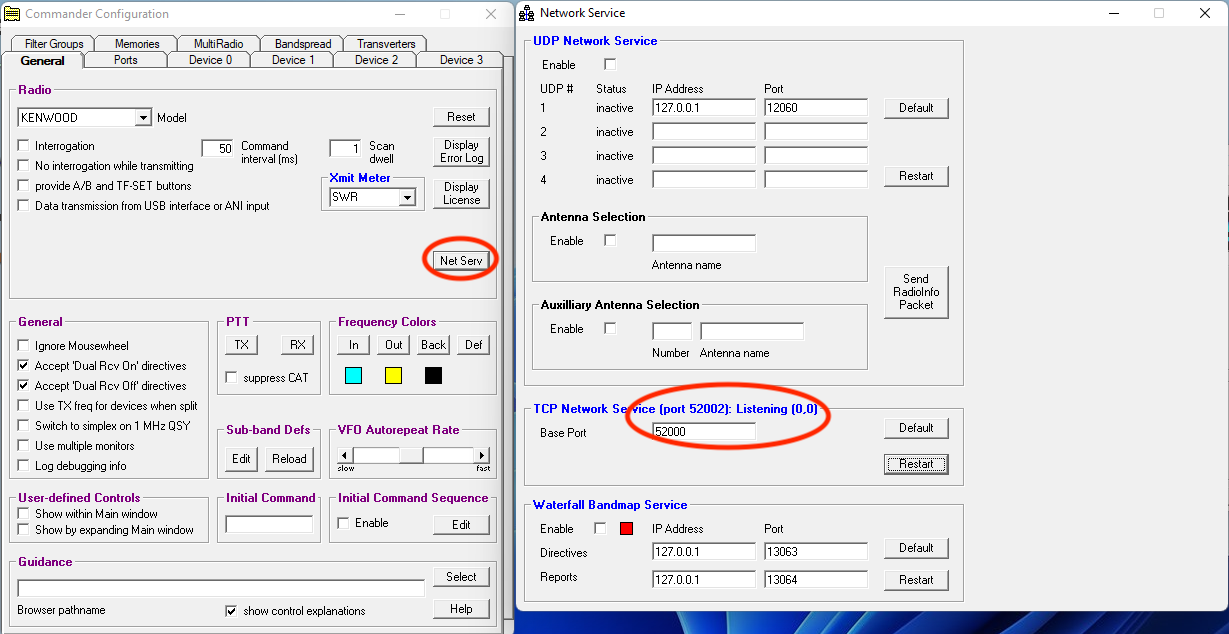 Commander Configuration
Filter Groups Memories MultiRadio Bandspread Transverters
General Ports Device 0 Device 1 Device 2 Device 3
Radio
KENWOOD Model
Reset
Interrogation
50 Command interval (ms)
1 Scan dwell
Display Error Log
No interrogation while transmitting
provide A/B and TF-SET buttons
Xmit Meter
SWR
Display License
Data transmission from USB interface or ANI input
Net Serv
General
Ignore Mousewheel
Accept 'Dual Rcv On' directives
Accept 'Dual Rcv Off' directives
Use TX freq for devices when split
Switch to simplex on 1 MHz QSY
Use multiple monitors
Log debugging info
PTT
TX RX
suppress CAT
Frequency Colors
In Out Back Def
Sub-band Defs
Edit Reload
VFO Autorepeat Rate
slow fast
User-defined Controls
Show within Main window
Show by expanding Main window
Initial Command
Initial Command Sequence
Enable Edit
Guidance
Select
Browser pathname
show control explanations
Help
Network Service
UDP Network Service
Enable
UDP # Status IP Address Port
1 inactive 127.0.0.1 12060 Default
2 inactive
3 inactive
4 inactive Restart
Antenna Selection
Enable
Antenna name
Send RadioInfo Packet
Auxilliary Antenna Selection
Enable
Number Antenna name
TCP Network Service (port 52002): Listening (0,0)
Base Port 52000 Default
Restart
Waterfall Bandmap Service
Enable IP Address Port
Directives 127.0.0.1 13063 Default
Reports 127.0.0.1 13064 Restart